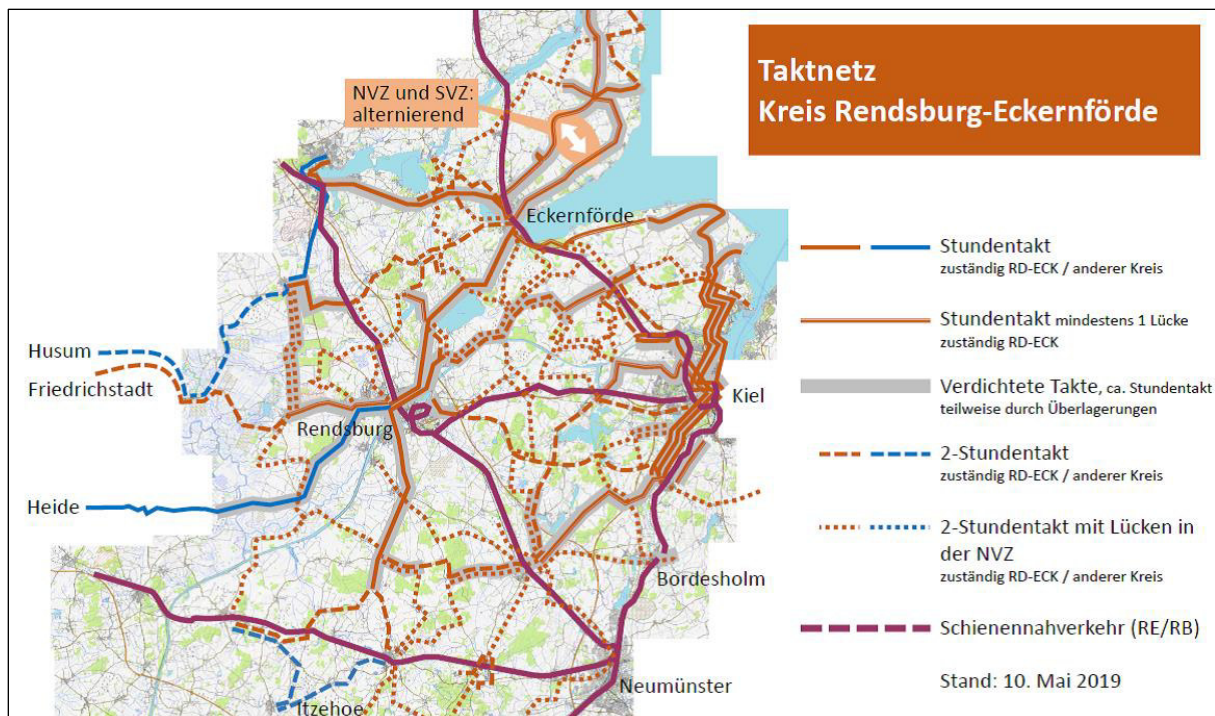 Taktnetz
Kreis Rendsburg-Eckernförde
NVZ und SVZ:
alternierend
Eckernförde
Husum
Friedrichstadt
Rendsburg
Kiel
Heide
Bordesholm
Neumünster
Itzehoe
Stundentakt
zuständig RD-ECK / anderer Kreis
Stundentakt mindestens 1 Lücke
zuständig RD-ECK
Verdichtete Takte, ca. Stundentakt
teilweise durch Überlagerungen
2-Stundentakt
zuständig RD-ECK / anderer Kreis
2-Stundentakt mit Lücken in
der NVZ
zuständig RD-ECK / anderer Kreis
Schienennahverkehr (RE/RB)
Stand: 10. Mai 2019